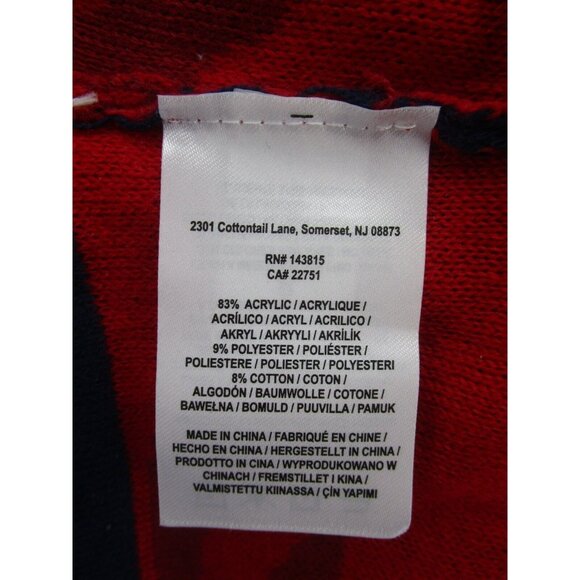 2301 Cottontail Lane, Somerset, NJ 08873
RN# 143815
CA# 22751
83% ACRYLIC / ACRYLIQUE /
ACRÍLICO / ACRYL / ACRILICO /
AKRYL / AKRYYLI / AKRİLİK
9% POLYESTER / POLIÉSTER /
POLIESTERE / POLIESTER / POLYESTERI
8% COTTON / COTON /
ALGODÓN / BAUMWOLLE / COTONE /
BAWEŁNA / BOMULD / PUUVILLA / PAMUK
MADE IN CHINA / FABRIQUÉ EN CHINE /
HECHO EN CHINA / HERGESTELLT IN CHINA /
PRODOTTO IN CINA / WYPRODUKOWANO W
CHINACH / FREMSTILLET I KINA /
VALMISTETTU KIINASSA / ÇİN YAPIMI